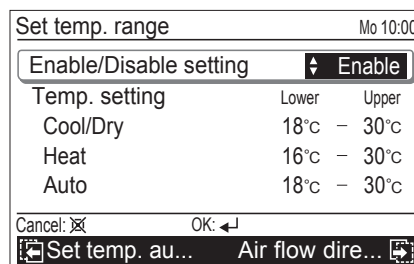 Set temp. range Mo 10:00
Enable/Disable setting Enable
Temp. setting Lower Upper
Cool/Dry 18°C – 30°C
Heat 16°C – 30°C
Auto 18°C – 30°C
Cancel: OK:
Set temp. au... Air flow dire...